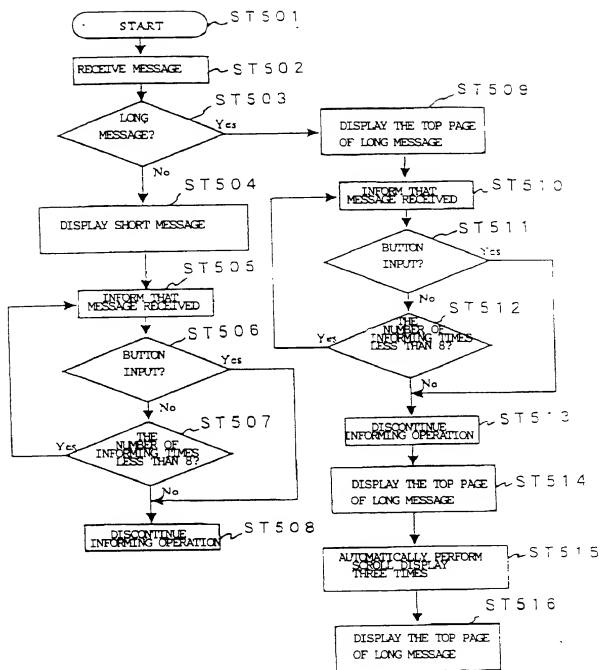 START
ST501
RECEIVE MESSAGE
ST502
ST503
LONG
MESSAGE?
Yes
No
ST504
DISPLAY SHORT MESSAGE
ST505
INFORM THAT
MESSAGE RECEIVED
ST506
BUTTON
INPUT?
Yes
No
ST507
THE
NUMBER OF
INFORMING TIMES
LESS THAN 8?
Yes
No
ST508
DISCONTINUE
INFORMING OPERATION
ST509
DISPLAY THE TOP PAGE
OF LONG MESSAGE
ST510
INFORM THAT
MESSAGE RECEIVED
ST511
BUTTON
INPUT?
Yes
No
ST512
THE
NUMBER OF
INFORMING TIMES
LESS THAN 8?
Yes
No
ST513
DISCONTINUE
INFORMING OPERATION
ST514
DISPLAY THE TOP PAGE
OF LONG MESSAGE
ST515
AUTOMATICALLY PERFORM
SCROLL DISPLAY
THREE TIMES
ST516
DISPLAY THE TOP PAGE
OF LONG MESSAGE